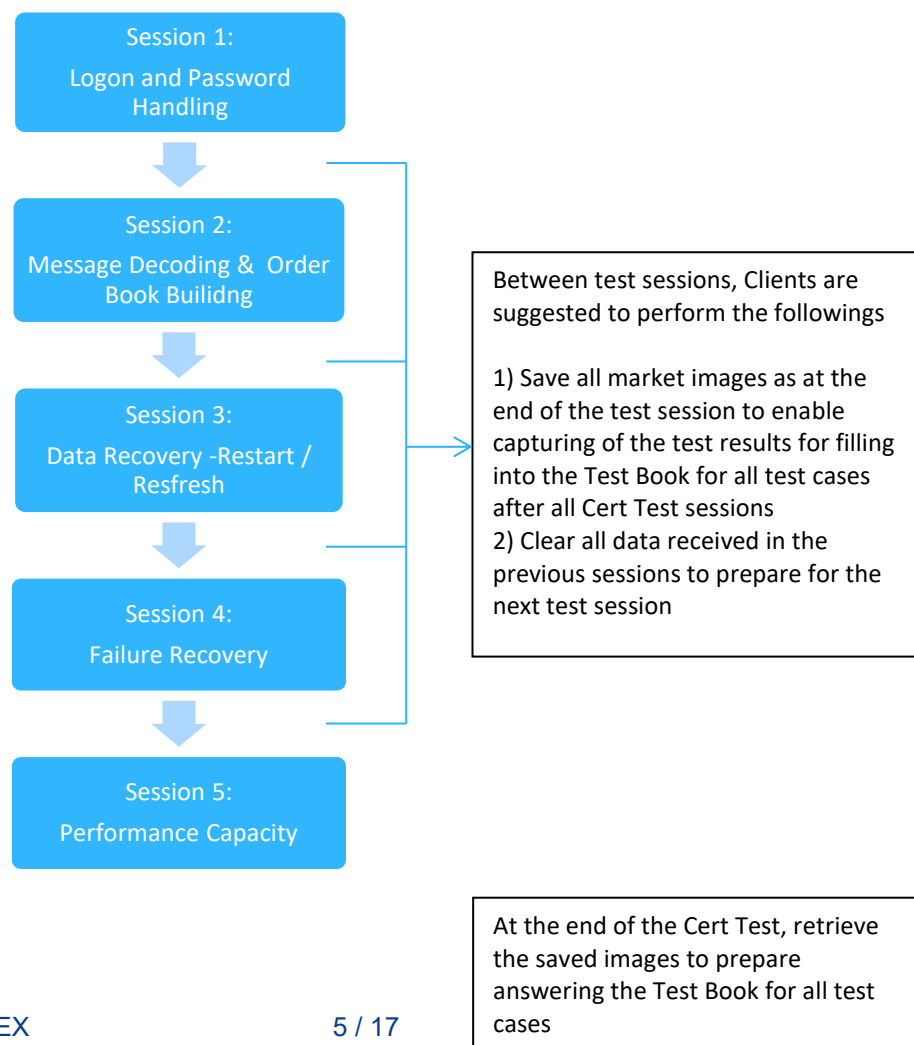 Session 1:
Logon and Password
Handling
Session 2:
Message Decoding & Order
Book Builidng
Session 3:
Data Recovery -Restart /
Resfresh
Session 4:
Failure Recovery
Session 5:
Performance Capacity
Between test sessions, Clients are
suggested to perform the followings
1) Save all market images as at the
end of the test session to enable
capturing of the test results for filling
into the Test Book for all test cases
after all Cert Test sessions
2) Clear all data received in the
previous sessions to prepare for the
next test session
At the end of the Cert Test, retrieve
the saved images to prepare
answering the Test Book for all test
cases
EX
5 / 17